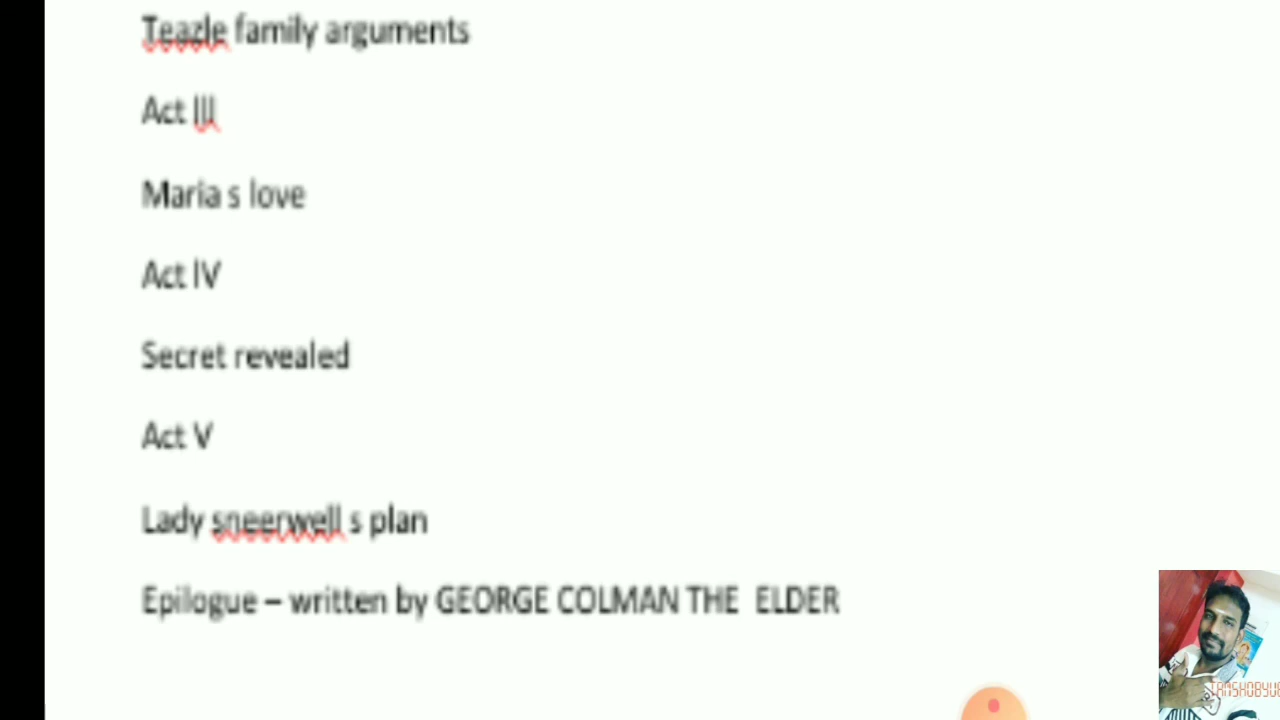 Teazle family arguments
Act III
Maria s love
Act IV
Secret revealed
Act V
Lady sneerwell s plan
Epilogue – written by GEORGE COLMAN THE ELDER